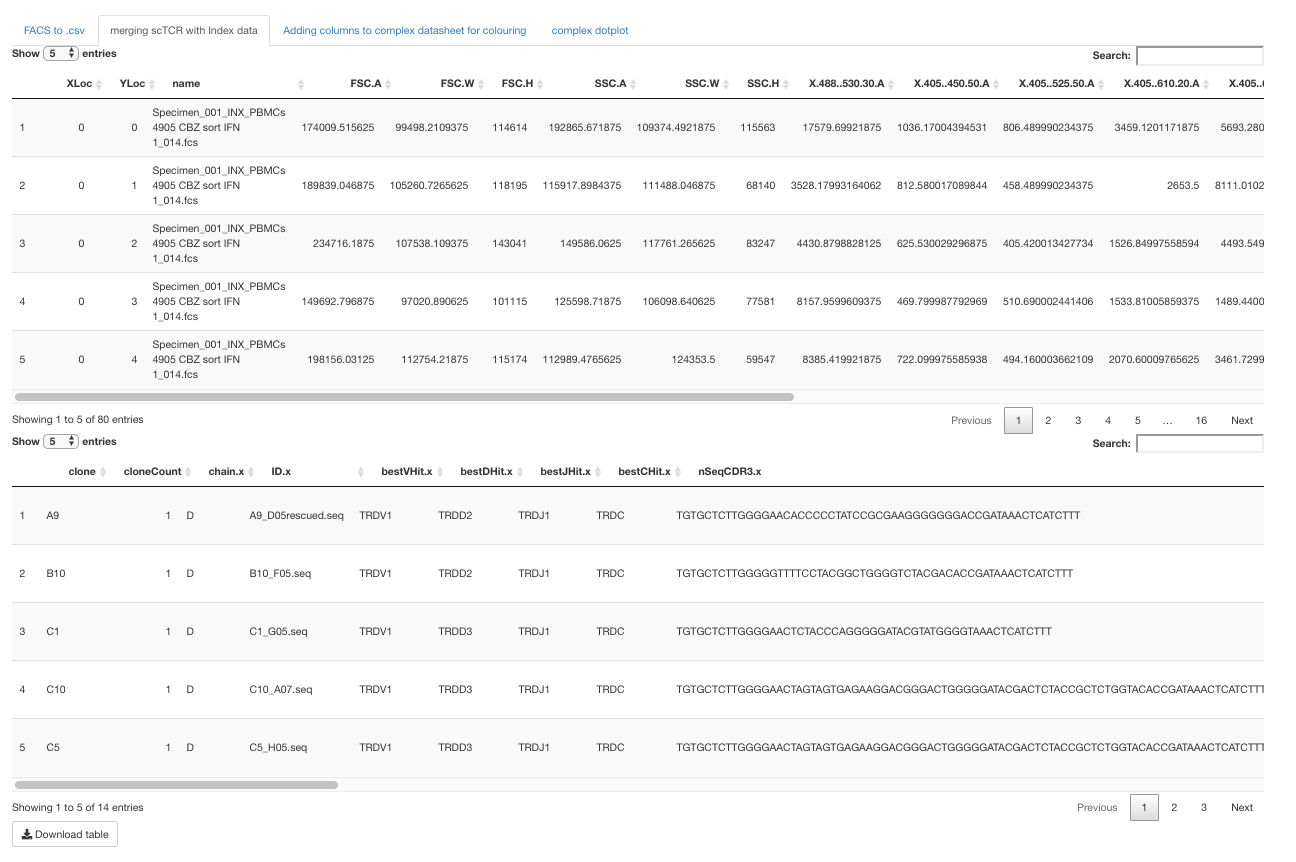 FACS to .csv merging scTCR with Index data Adding columns to complex datasheet for colouring complex dotplot
Show 5 entries Search:
XLoc YLoc name FSC.A FSC.W FSC.H SSC.A SSC.W SSC.H X.488..530.30.A X.405..450.50.A X.405..525.50.A X.405..610.20.A X.405..
1 0 0 Specimen_001_INX_PBMCs 174009.515625 99498.2109375 114614 192865.671875 109374.4921875 115563 17579.69921875 1036.17004394531 806.489990234375 3459.1201171875 5693.280
4905 CBZ sort IFN
1_014.fcs
2 0 1 Specimen_001_INX_PBMCs 189839.046875 105260.7265625 118195 115917.8984375 111488.046875 68140 3528.17993164062 812.580017089844 458.489990234375 2653.5 8111.0102
4905 CBZ sort IFN
1_014.fcs
3 0 2 Specimen_001_INX_PBMCs 234716.1875 107538.109375 143041 149586.0625 117761.265625 83247 4430.8798828125 625.530029296875 405.420013427734 1526.84997558594 4493.549
4905 CBZ sort IFN
1_014.fcs
4 0 3 Specimen_001_INX_PBMCs 149692.796875 97020.890625 101115 125598.71875 106098.640625 77581 8157.9599609375 469.799987792969 510.690002441406 1533.81005859375 1489.4400
4905 CBZ sort IFN
1_014.fcs
5 0 4 Specimen_001_INX_PBMCs 198156.03125 112754.21875 115174 112989.4765625 124353.5 59547 8385.419921875 722.099975585938 494.160003662109 2070.60009765625 3461.7299
4905 CBZ sort IFN
1_014.fcs
Showing 1 to 5 of 80 entries Previous 1 2 3 4 5 … 16 Next
Show 5 entries Search:
clone cloneCount chain.x ID.x bestVHit.x bestDHit.x bestJHit.x bestCHit.x nSeqCDR3.x
1 A9 1 D A9_D05rescued.seq TRDV1 TRDD2 TRDJ1 TRDC TGTGCTCTTGGGGAACACCCCCTATCCGCGAAGGGGGGGACCGATAAACTCATCTTT
2 B10 1 D B10_F05.seq TRDV1 TRDD2 TRDJ1 TRDC TGTGCTCTTGGGGGTTTTCCTACGGCTGGGGTCTACGACACCGATAAACTCATCTTT
3 C1 1 D C1_G05.seq TRDV1 TRDD3 TRDJ1 TRDC TGTGCTCTTGGGGAACTCTACCCAGGGGGATACGTATGGGGTAAACTCATCTTT
4 C10 1 D C10_A07.seq TRDV1 TRDD3 TRDJ1 TRDC TGTGCTCTTGGGGAACTAGTAGTGAGAAGGACGGGACTGGGGGATACGACTCTACCGCTCTGGTACACCGATAAACTCATCTTT
5 C5 1 D C5_H05.seq TRDV1 TRDD3 TRDJ1 TRDC TGTGCTCTTGGGGAACTAGTAGTGAGAAGGACGGGACTGGGGGATACGACTCTACCGCTCTGGTACACCGATAAACTCATCTTT
Showing 1 to 5 of 14 entries Previous 1 2 3 Next
Download table